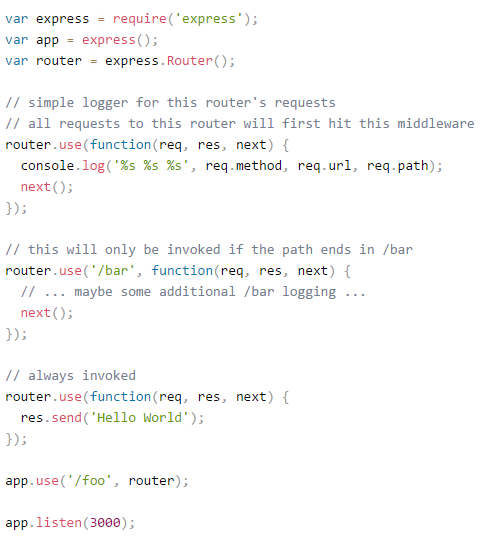 var express = require('express');
var app = express();
var router = express.Router();

// simple logger for this router's requests
// all requests to this router will first hit this middleware
router.use(function(req, res, next) {
  console.log('%s %s %s', req.method, req.url, req.path);
  next();
});

// this will only be invoked if the path ends in /bar
router.use('/bar', function(req, res, next) {
  // ... maybe some additional /bar logging ...
  next();
});

// always invoked
router.use(function(req, res, next) {
  res.send('Hello World');
});

app.use('/foo', router);

app.listen(3000);